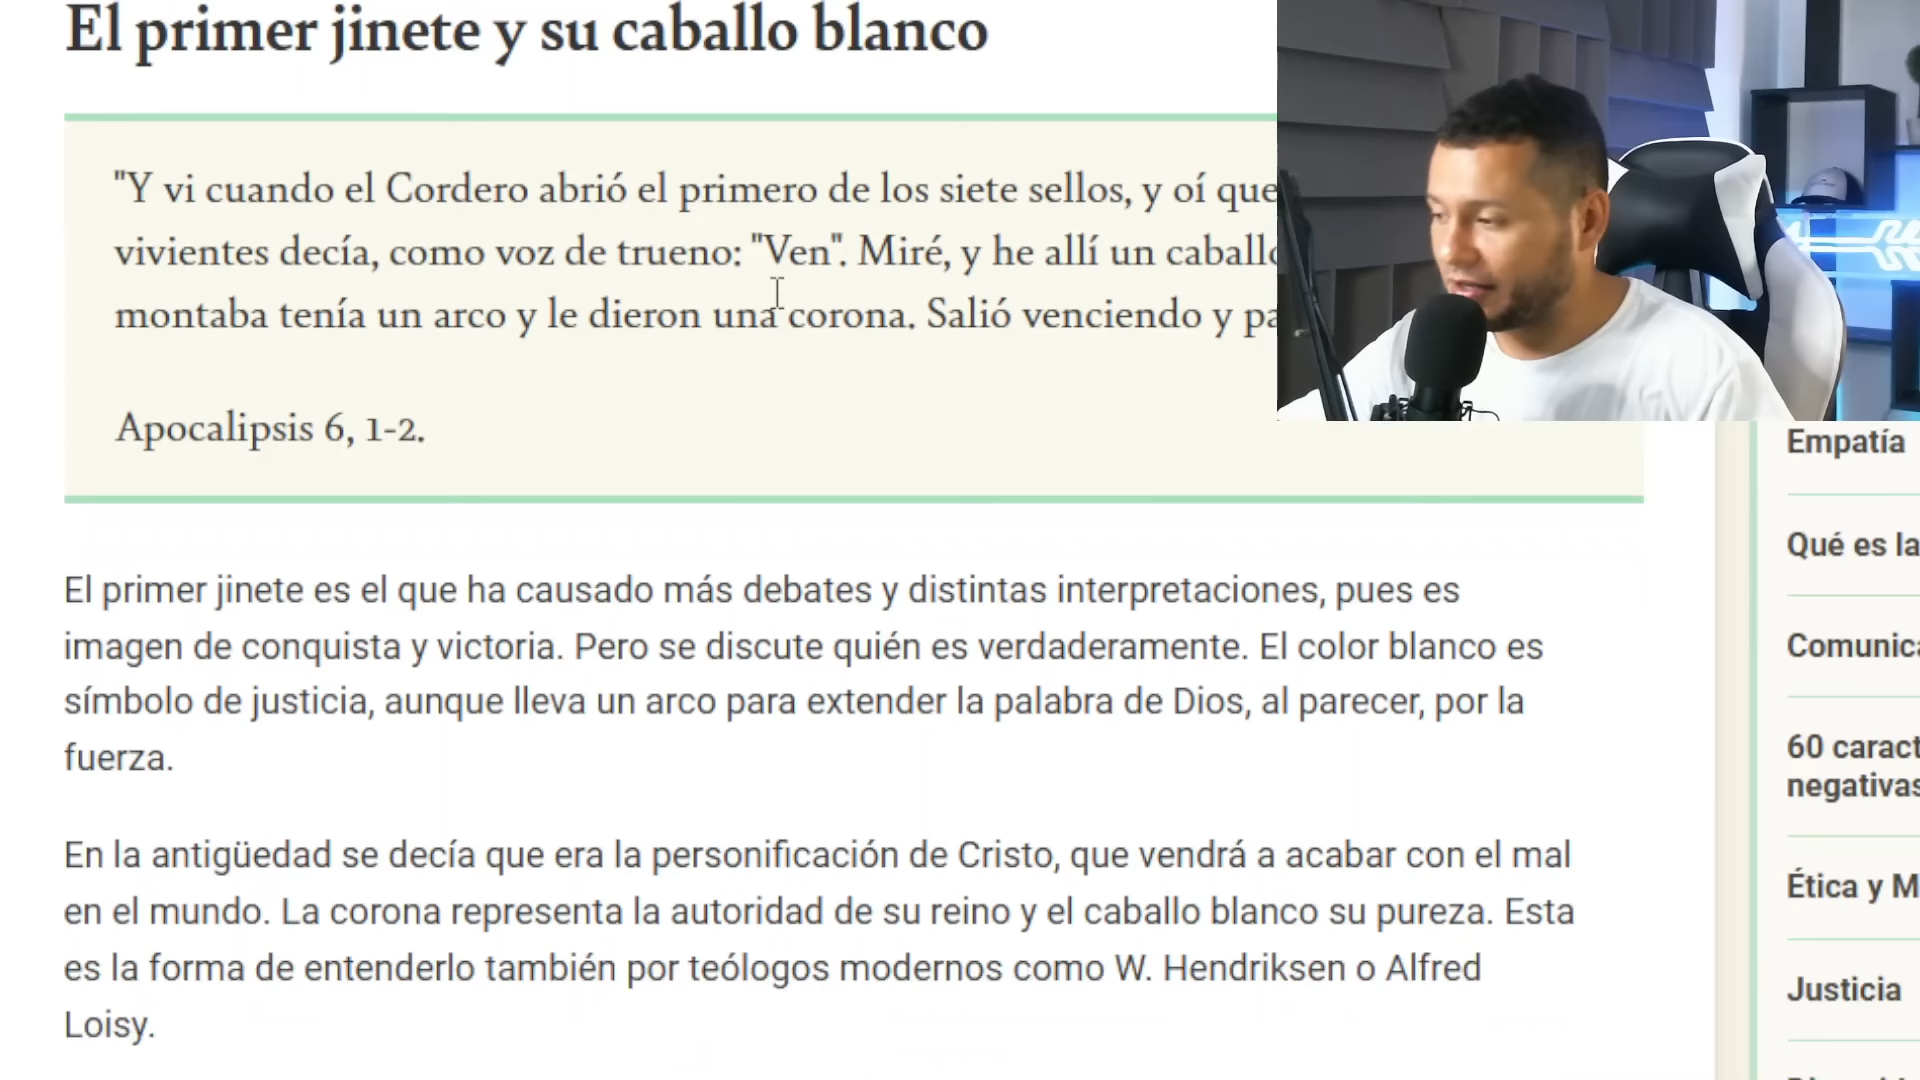 El primer jinete y su caballo blanco
"Y vi cuando el Cordero abrió el primero de los siete sellos, y oí que
vivientes decía, como voz de trueno: "Ven". Miré, y he allí un caballo
montaba tenía un arco y le dieron una corona. Salió venciendo y pa
Apocalipsis 6, 1-2.
El primer jinete es el que ha causado más debates y distintas interpretaciones, pues es
imagen de conquista y victoria. Pero se discute quién es verdaderamente. El color blanco es
símbolo de justicia, aunque lleva un arco para extender la palabra de Dios, al parecer, por la
fuerza.
En la antigüedad se decía que era la personificación de Cristo, que vendrá a acabar con el mal
en el mundo. La corona representa la autoridad de su reino y el caballo blanco su pureza. Esta
es la forma de entenderlo también por teólogos modernos como W. Hendriksen o Alfred
Loisy.
Empatía
Qué es la
Comunica
60 caract
negativas
Ética y M
Justicia